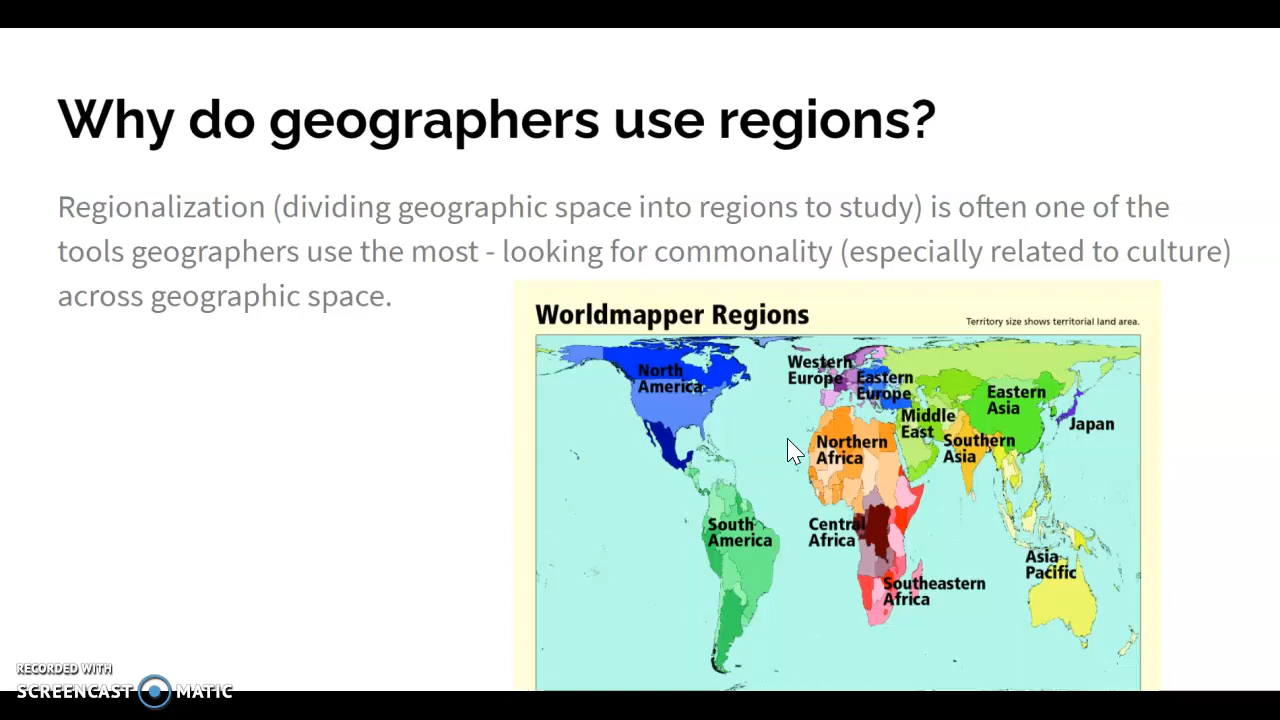 Why do geographers use regions?
Regionalization (dividing geographic space into regions to study) is often one of the
tools geographers use the most - looking for commonality (especially related to culture)
across geographic space.
Worldmapper Regions
Territory size shows territorial land area.
North
America
Western
Europe
Eastern
Europe
Eastern
Asia
Middle
East
Japan
Northern
Africa
Southern
Asia
South
America
Central
Africa
Asia
Pacific
Southeastern
Africa
RECORDED WITH
SCREENCAST MATIC